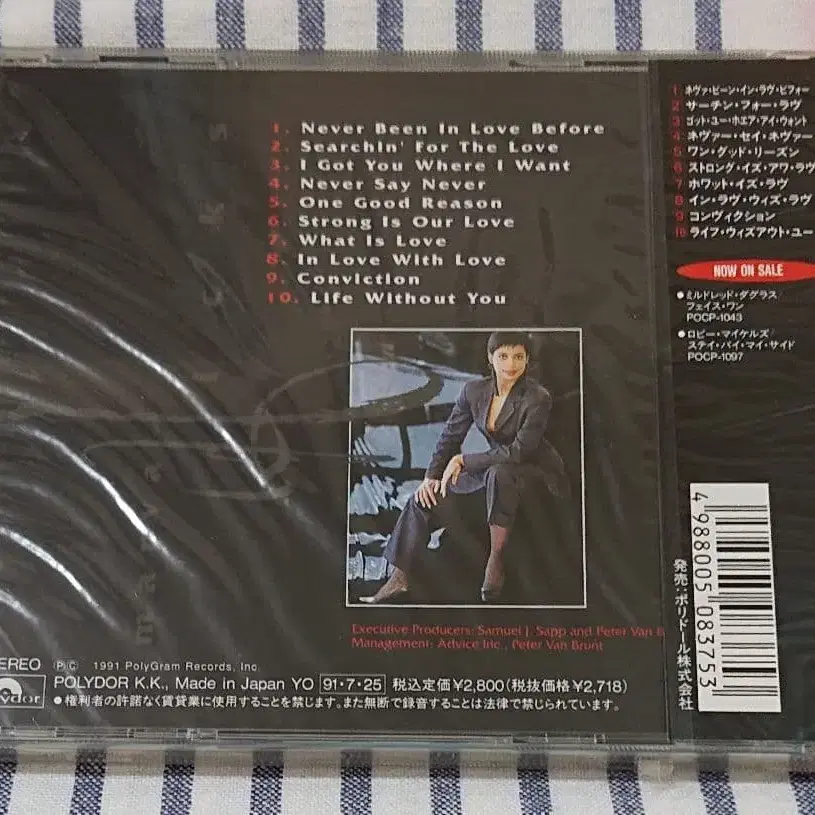 1. Never Been In Love Before
2. Searchin' For The Love
3. I Got You Where I Want
4. Never Say Never
5. One Good Reason
6. Strong Is Our Love
7. What Is Love
8. In Love With Love
9. Conviction
10. Life Without You
Executive Producers: Samuel J. Sapp and Peter Van B
Management: Advice Inc., Peter Van Brunt
EREO ⓅⒸ 1991 PolyGram Records, Inc.
POLYDOR K.K., Made in Japan YO 91・7・25 税込定価¥2,800(税抜価格¥2,718)
lydor
●権利者の許諾なく賃貸業に使用することを禁じます。また無断で録音することは法律で禁じられています。
1 ネヴァ・ビーン・イン・ラヴ・ビフォー
2 サーチン・フォー・ラヴ
3 ゴット・ユー・ホエア・アイ・ウォント
4 ネヴァー・セイ・ネヴァー
5 ワン・グッド・リーズン
6 ストロング・イズ・アワ・ラヴ
7 ホワット・イズ・ラヴ
8 イン・ラヴ・ウィズ・ラヴ
9 コンヴィクション
10 ライフ・ウィズアウト・ユー
NOW ON SALE
●ミルドレッド・ダグラス/
フェイス・ワン
POCP-1043
●ロビー・マイケルズ/
ステイ・バイ・マイ・サイド
POCP-1097
4988005083753
発売:ポリドール株式会社